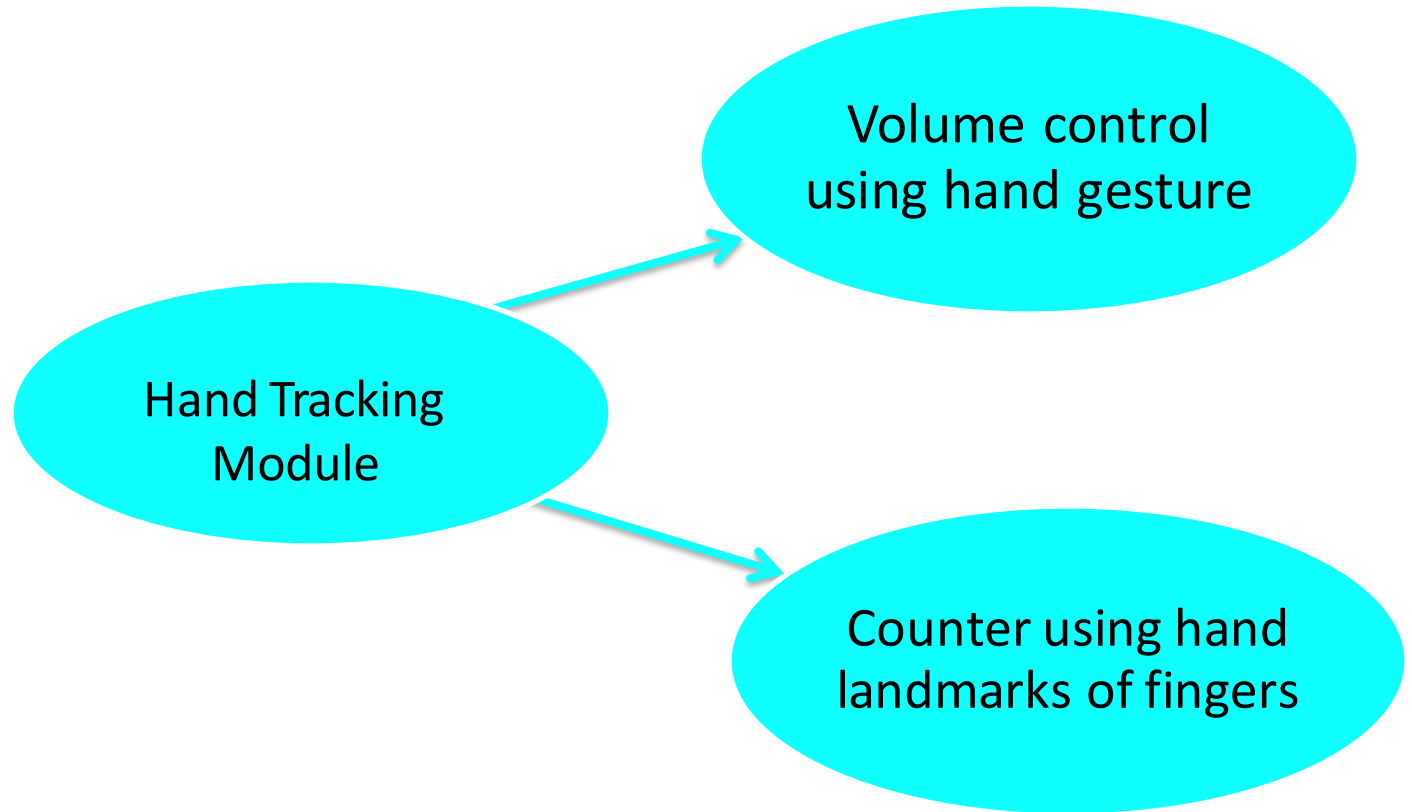 Volume control
using hand gesture
Hand Tracking
Module
Counter using hand
landmarks of fingers